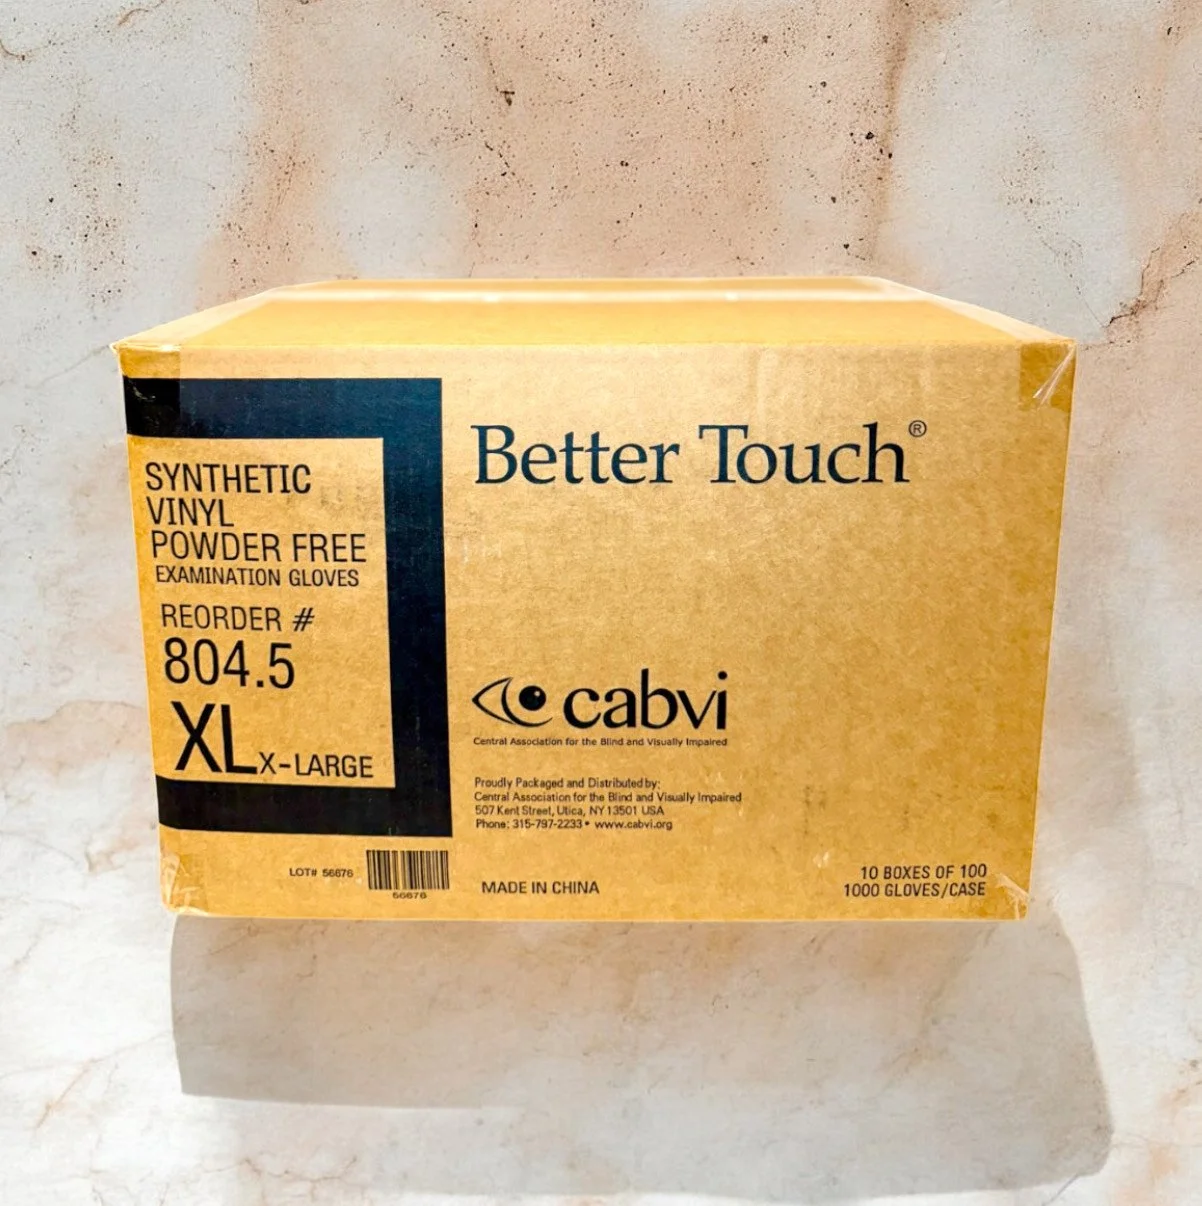 SYNTHETIC
VINYL
POWDER FREE
EXAMINATION GLOVES
REORDER #
804.5
XL X-LARGE
LOT# 56676
56676
Better Touch®
cabvi
Central Association for the Blind and Visually Impaired
Proudly Packaged and Distributed by:
Central Association for the Blind and Visually Impaired
507 Kent Street, Utica, NY 13501 USA
Phone: 315-797-2233 • www.cabvi.org
MADE IN CHINA
10 BOXES OF 100
1000 GLOVES/CASE